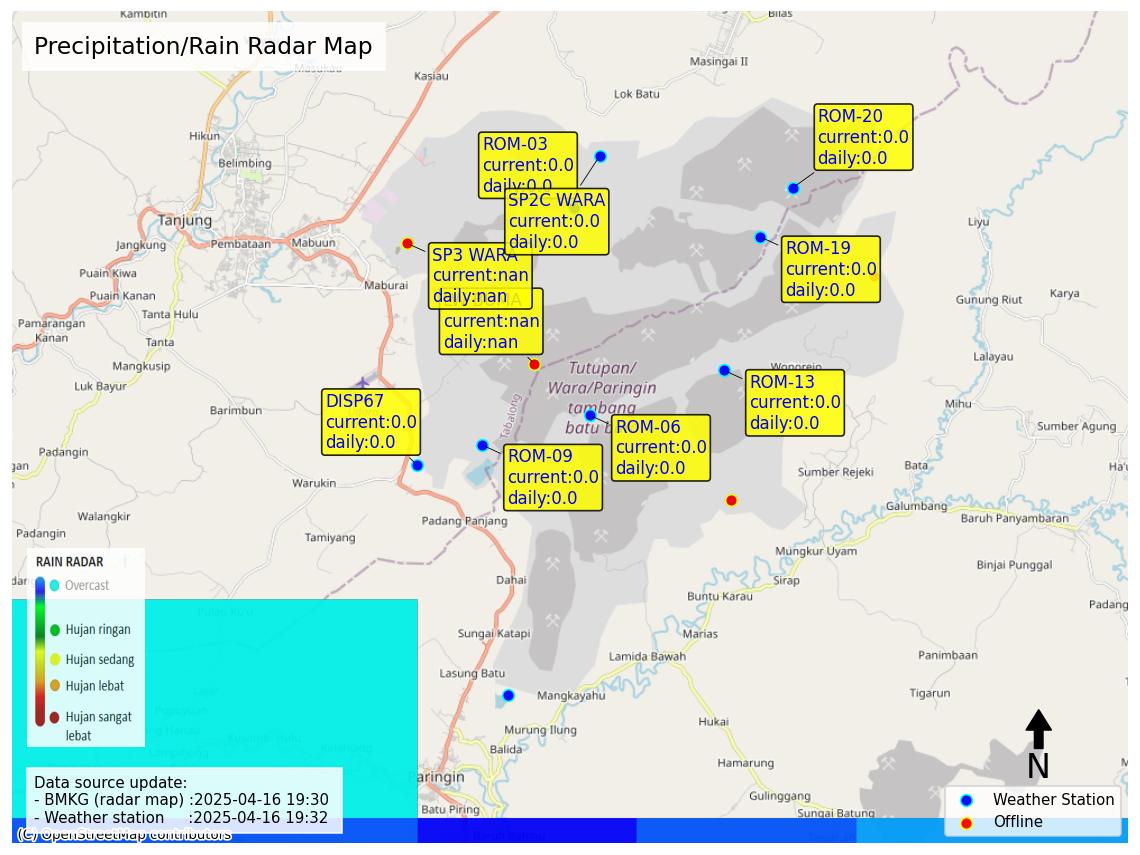 Kambitin
Bilas
Precipitation/Rain Radar Map
Masingai II
Masukau
Kasiau
Lok Batu
ROM-20
current:0.0
daily:0.0
Hikun
ROM-03
current:0.0
daily:0.0
Belimbing
SP2C WARA
current:0.0
daily:0.0
Tanjung
Liyu
Jangkung
Pembataan
Mabuun
ROM-19
current:0.0
daily:0.0
SP3 WARA
current:nan
daily:nan
Puain Kiwa
Maburai
Puain Kanan
Gunung Riut
Karya
Tanta Hulu
current:nan
daily:nan
Pamarangan
Kanan
Tanta
Lalayau
Mangkusip
Wonorejo
Tutupan/
Wara/Paringin
tambang
batu b
Luk Bayur
ROM-13
current:0.0
daily:0.0
Tabalong
DISP67
current:0.0
daily:0.0
Barimbun
Mihu
ROM-06
current:0.0
daily:0.0
Sumber Agung
ROM-09
current:0.0
daily:0.0
Bata
Sumber Rejeki
Warukin
Galumbang
Walangkir
Padang Panjang
Baruh Panyambaran
Padangin
Tamiyang
Mungkur Uyam
Binjai Punggal
RAIN RADAR
Overcast
Dahai
Sirap
Buntu Karau
Padang
Pulau Ku'u
Hujan ringan
Sungai Katapi
Marias
Hujan sedang
Lamida Bawah
Panimbaan
Lasung Batu
Hujan lebat
Mangkayahu
Tigarun
Hujan sangat
lebat
Hukai
Murung Ilung
Balida
Hamarung
N
Paringin
Data source update:
- BMKG (radar map) :2025-04-16 19:30
- Weather station :2025-04-16 19:32
Gulinggang
Batu Piring
Sungai Batung
Weather Station
Offline
(C) OpenStreetMap contributors